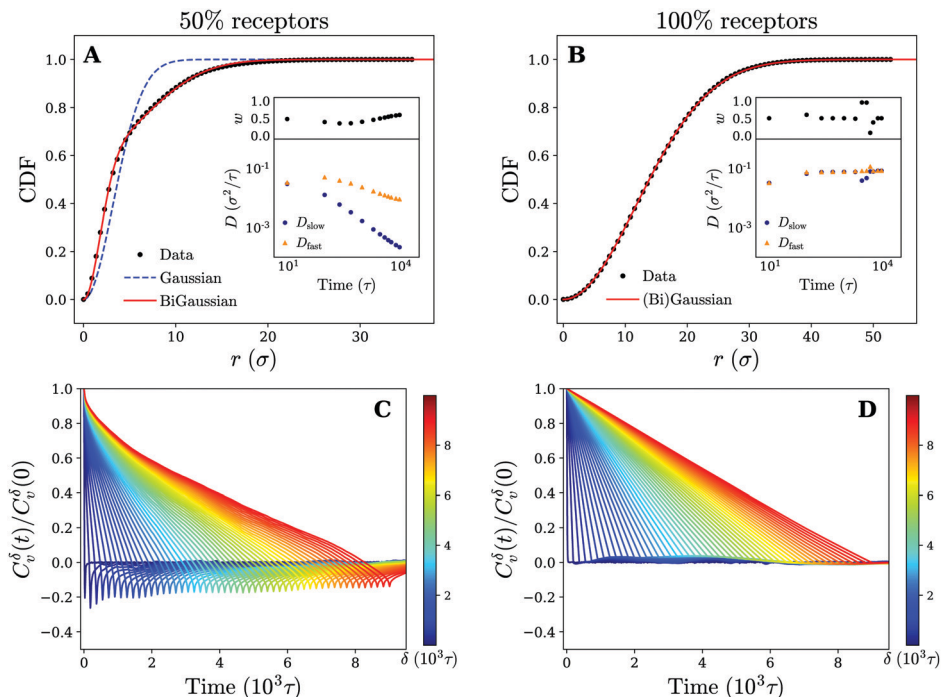 50% receptors
100% receptors
A
B
CDF
1.0
0.8
0.6
0.4
0.2
0.0
0
10
20
30
r (σ)
Data
Gaussian
BiGaussian
w
1.0
0.5
0.0
D (σ²/τ)
10⁻¹
10⁻³
D_slow
D_fast
10¹
10⁴
Time (τ)
CDF
1.0
0.8
0.6
0.4
0.2
0.0
0
10
20
30
40
50
r (σ)
Data
(Bi)Gaussian
w
1.0
0.5
0.0
D (σ²/τ)
10⁻¹
10⁻³
D_slow
D_fast
10¹
10⁴
Time (τ)
C
C_v^δ(t)/C_v^δ(0)
1.0
0.8
0.6
0.4
0.2
0.0
−0.2
−0.4
0
2
4
6
8
Time (10³τ)
8
6
4
2
δ (10³τ)
D
C_v^δ(t)/C_v^δ(0)
1.0
0.8
0.6
0.4
0.2
0.0
−0.2
−0.4
0
2
4
6
8
Time (10³τ)
8
6
4
2
δ (10³τ)